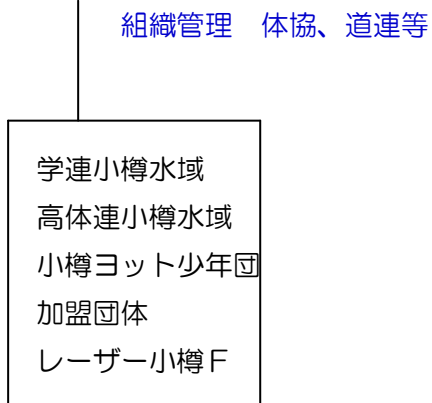 組織管理　体協、道連等
学連小樽水域
高体連小樽水域
小樽ヨット少年団
加盟団体
レーザー小樽Ｆ